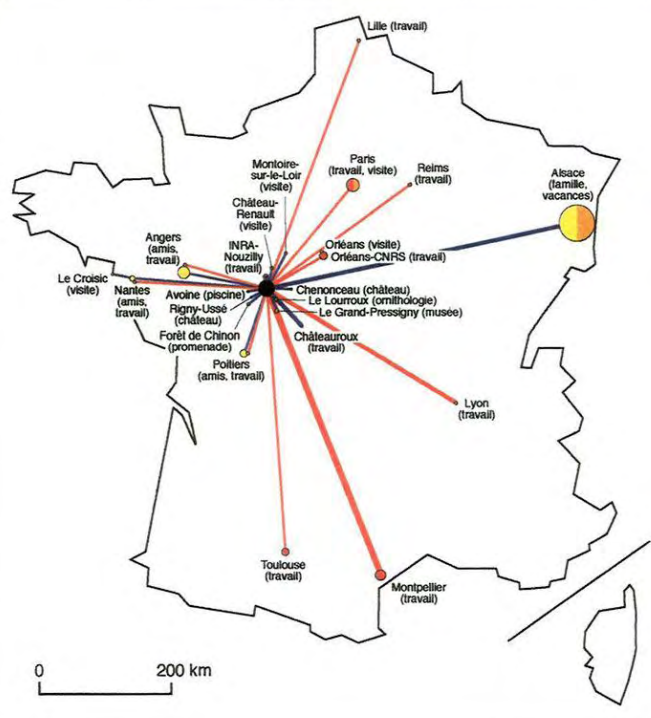 Lille (travail)
Montoire-
sur-le-Loir
(visite)
Paris
(travail, visite)
Reims
(travail)
Alsace
(famille,
vacances)
Château-
Renault
(visite)
Angers
(amis,
travail)
INRA-
Nouzilly
(travail)
Orléans (visite)
Orléans-CNRS (travail)
Le Croisic
(visite)
Nantes
(amis,
travail)
Avoine (piscine)
Rigny-Ussé
(château)
Forêt de Chinon
(promenade)
Poitiers
(amis, travail)
Chenonceau (château)
Le Lourroux (ornithologie)
Le Grand-Pressigny (musée)
Châteauroux
(travail)
Lyon
(travail)
Toulouse
(travail)
Montpellier
(travail)
0 200 km